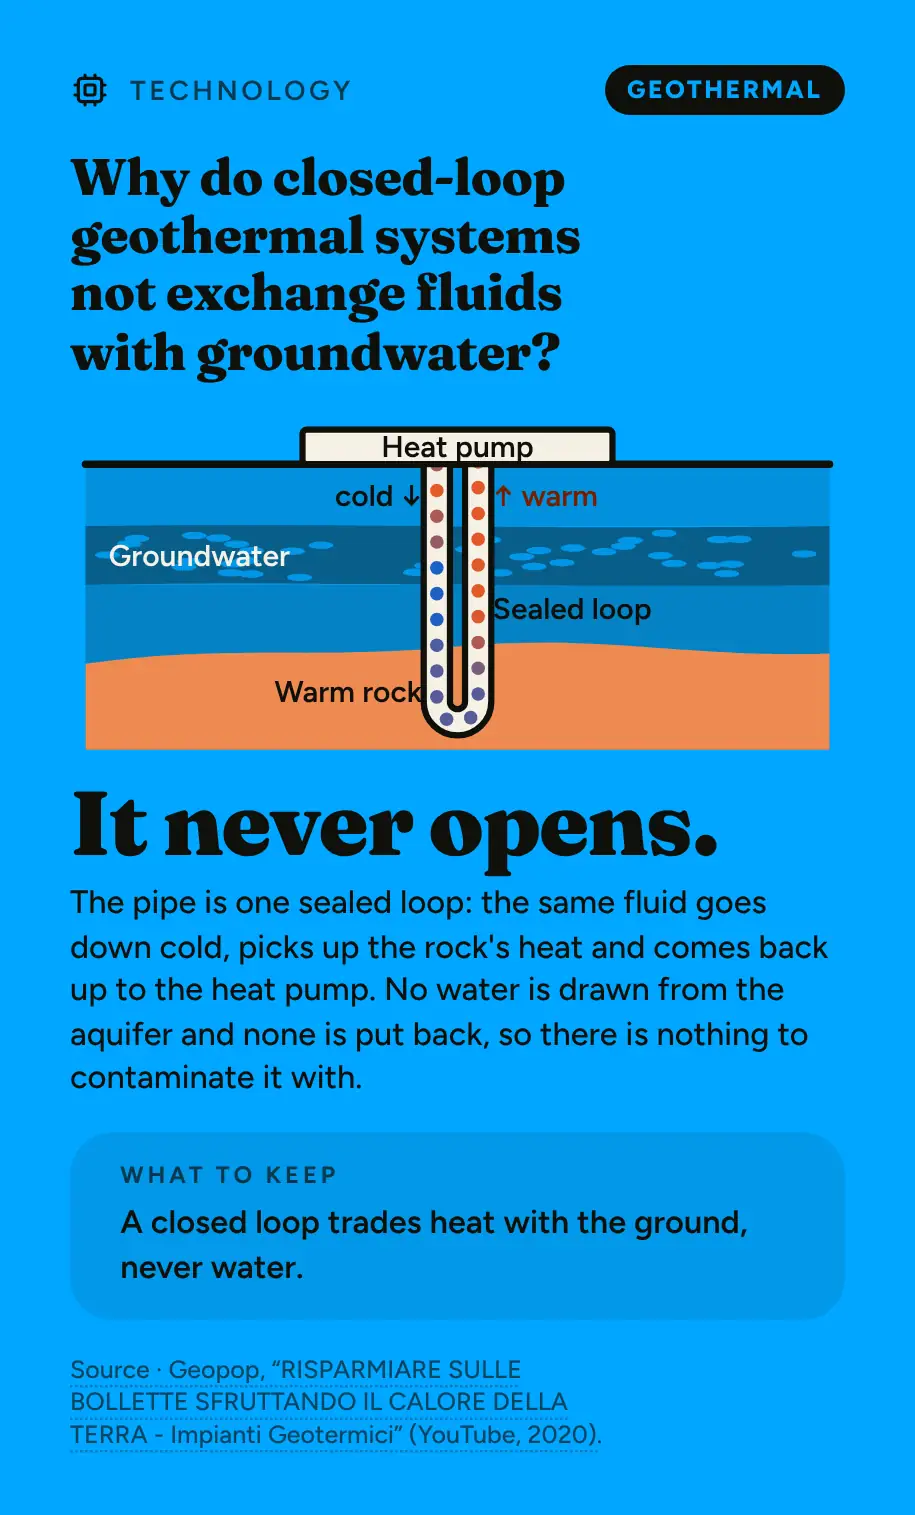 TECHNOLOGY
GEOTHERMAL
Why do closed-loop
geothermal systems
not exchange fluids
with groundwater?
Heat pump
cold ↓
↑ warm
Groundwater
Sealed loop
Warm rock
It never opens.
The pipe is one sealed loop: the same fluid goes
down cold, picks up the rock's heat and comes back
up to the heat pump. No water is drawn from the
aquifer and none is put back, so there is nothing to
contaminate it with.
WHAT TO KEEP
A closed loop trades heat with the ground,
never water.
Source · Geopop, “RISPARMIARE SULLE
BOLLETTE SFRUTTANDO IL CALORE DELLA
TERRA - Impianti Geotermici” (YouTube, 2020).